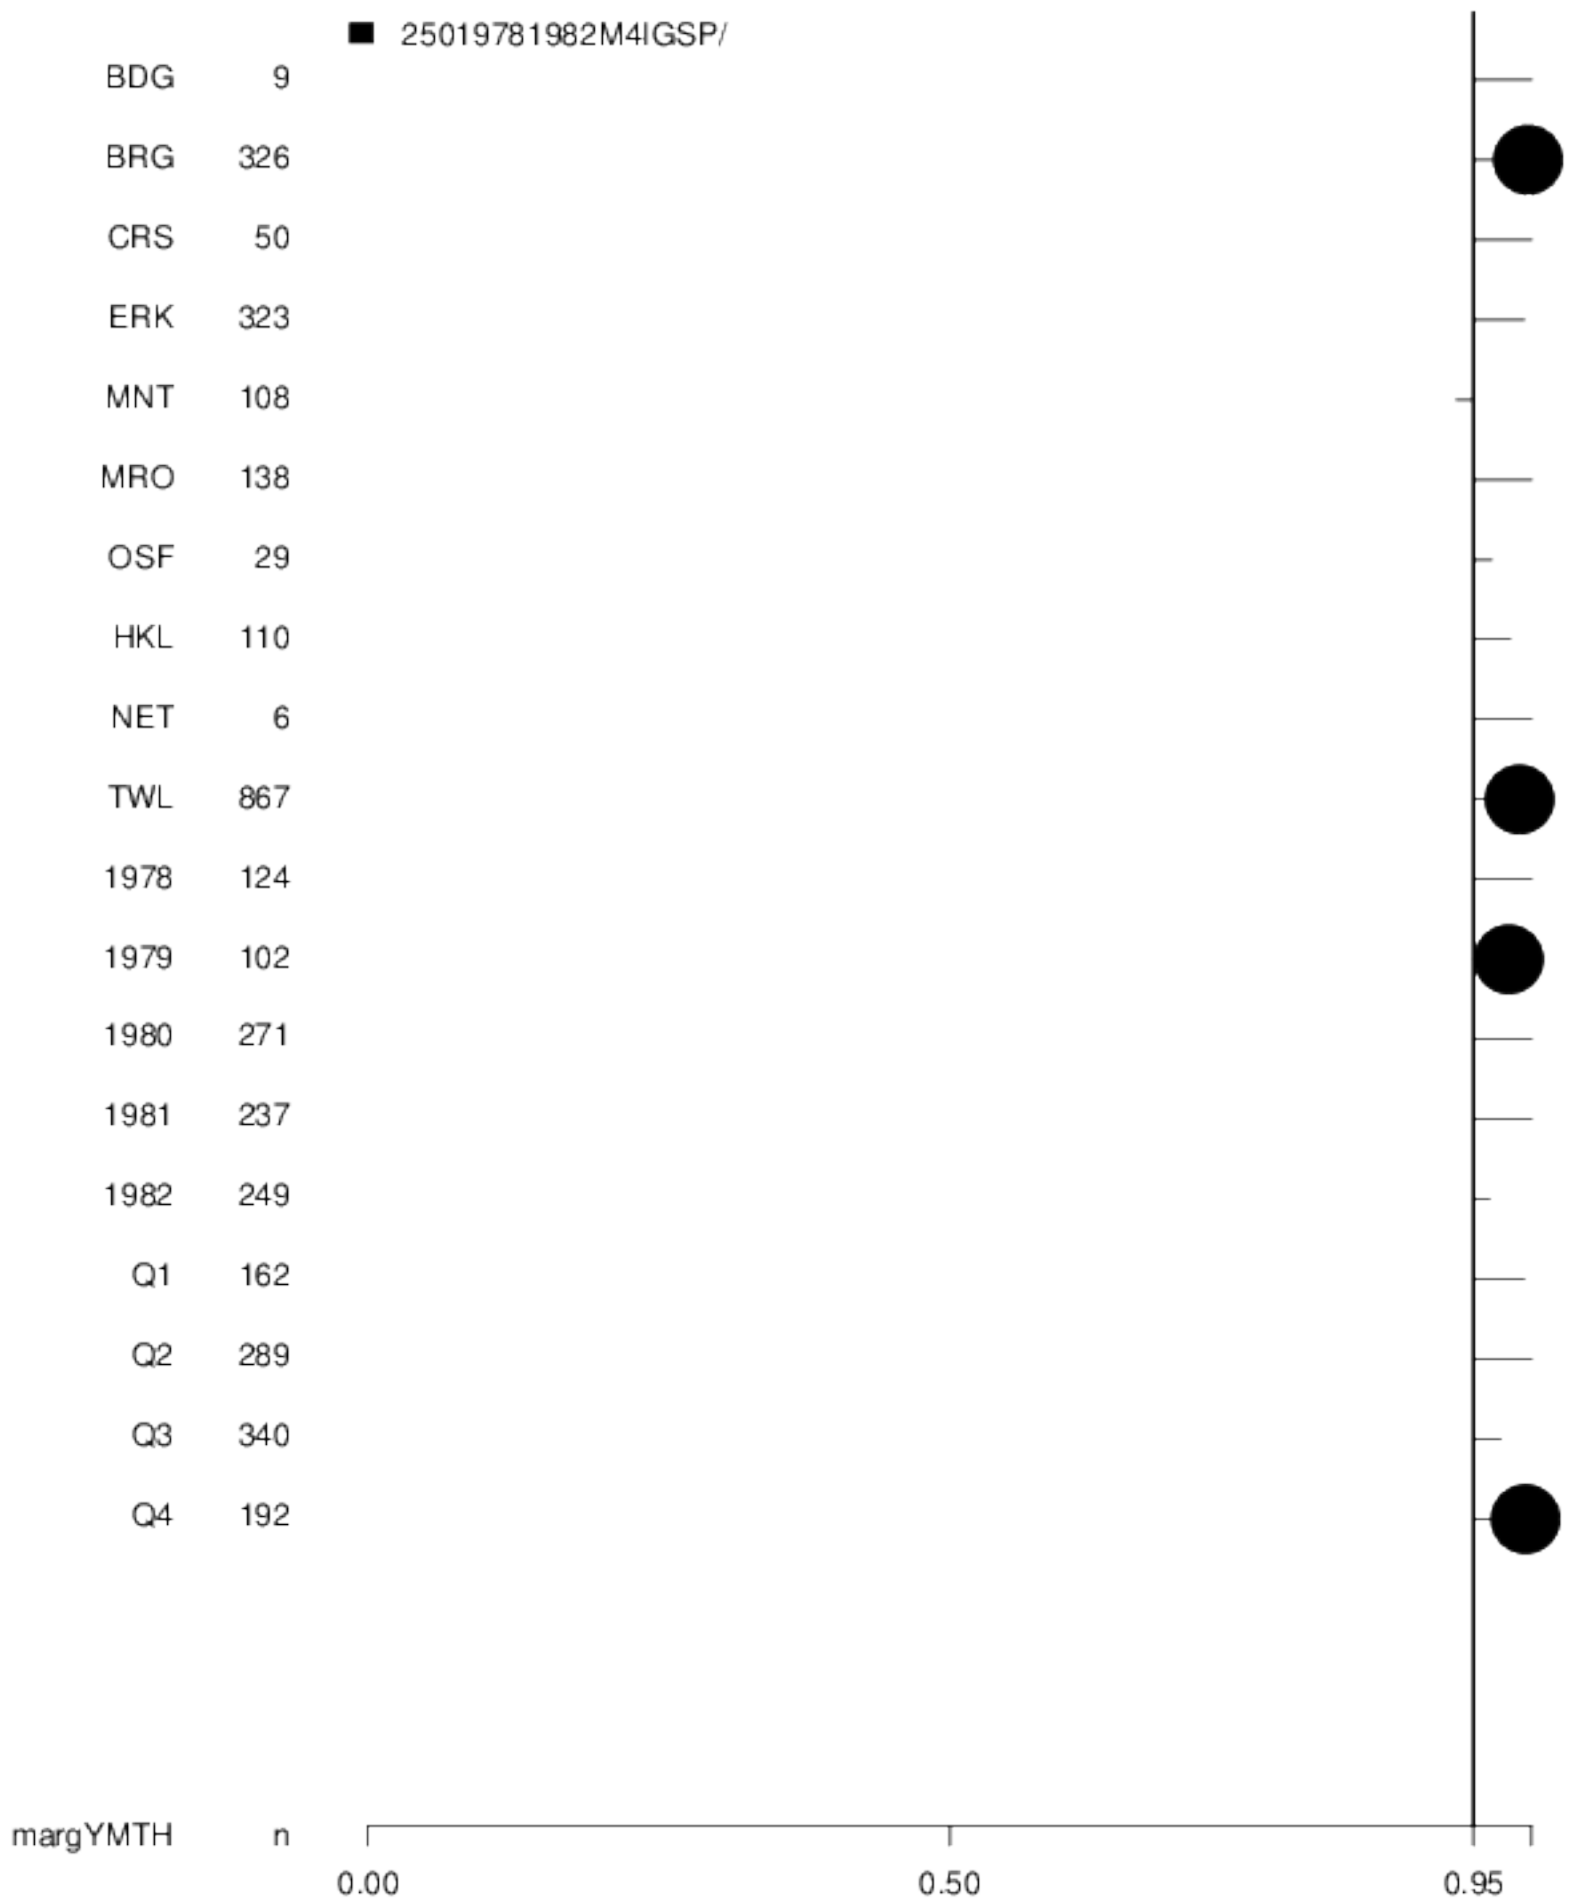 25019781982M4IGSP/
BDG 9
BRG 326
CRS 50
ERK 323
MNT 108
MRO 138
OSF 29
HKL 110
NET 6
TWL 867
1978 124
1979 102
1980 271
1981 237
1982 249
Q1 162
Q2 289
Q3 340
Q4 192
margYMTH n
0.00 0.50 0.95